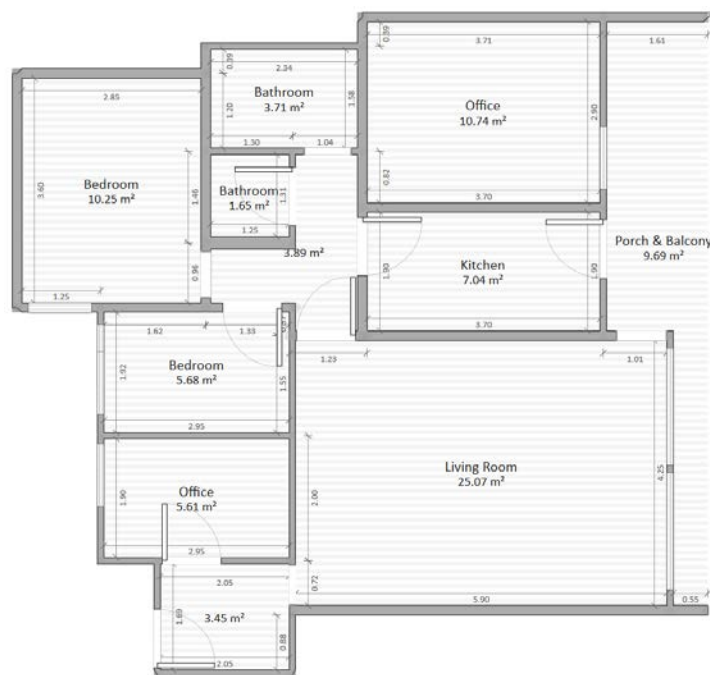 0.39
3.71
1.61
0.39
2.34
2.85
Bathroom
3.71 m²
1.20
1.58
Office
10.74 m²
2.90
1.30
1.04
3.60
Bedroom
10.25 m²
1.46
Bathroom
1.65 m²
1.31
0.82
3.70
1.25
3.89 m²
0.96
1.90
Kitchen
7.04 m²
1.90
Porch & Balcony
9.69 m²
1.25
1.62
1.33
3.70
1.23
1.01
Bedroom
5.68 m²
1.92
1.55
2.95
Living Room
25.07 m²
4.25
Office
5.61 m²
1.90
2.00
2.95
2.05
0.72
5.90
0.55
1.69
3.45 m²
0.88
2.05